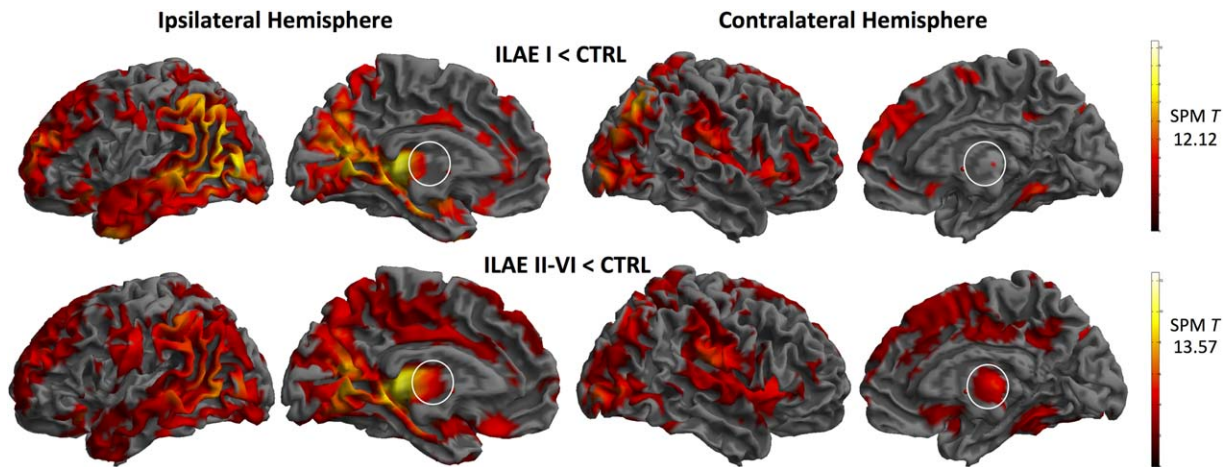 Ipsilateral Hemisphere
Contralateral Hemisphere
ILAE I < CTRL
SPM T
12.12
ILAE II-VI < CTRL
SPM T
13.57